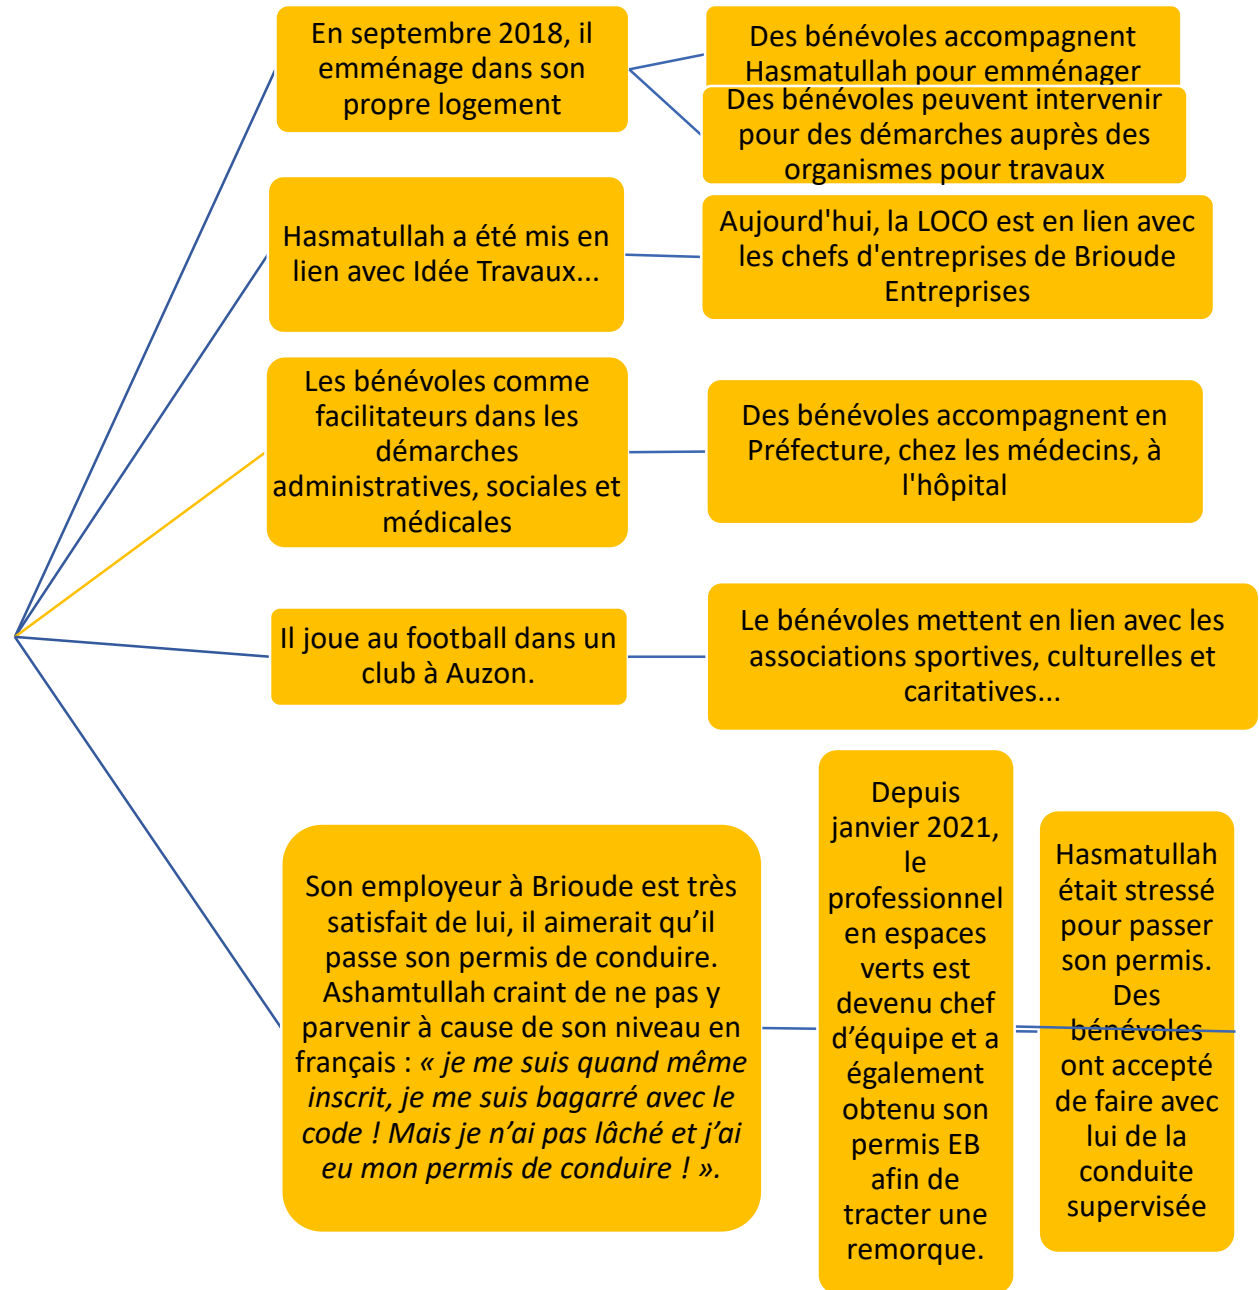 En septembre 2018, il
emménage dans son
propre logement
Des bénévoles accompagnent
Hasmatullah pour emménager
Des bénévoles peuvent intervenir
pour des démarches auprès des
organismes pour travaux
Hasmatullah a été mis en
lien avec Idée Travaux...
Aujourd'hui, la LOCO est en lien avec
les chefs d'entreprises de Brioude
Entreprises
Les bénévoles comme
facilitateurs dans les
démarches
administratives, sociales et
médicales
Des bénévoles accompagnent en
Préfecture, chez les médecins, à
l'hôpital
Il joue au football dans un
club à Auzon.
Le bénévoles mettent en lien avec les
associations sportives, culturelles et
caritatives...
Son employeur à Brioude est très
satisfait de lui, il aimerait qu’il
passe son permis de conduire.
Ashamtullah craint de ne pas y
parvenir à cause de son niveau en
français : « je me suis quand même
inscrit, je me suis bagarré avec le
code ! Mais je n’ai pas lâché et j’ai
eu mon permis de conduire ! ».
Depuis
janvier 2021,
le
professionnel
en espaces
verts est
devenu chef
d’équipe et a
également
obtenu son
permis EB
afin de
tracter une
remorque.
Hasmatullah
était stressé
pour passer
son permis.
Des
bénévoles
ont accepté
de faire avec
lui de la
conduite
supervisée